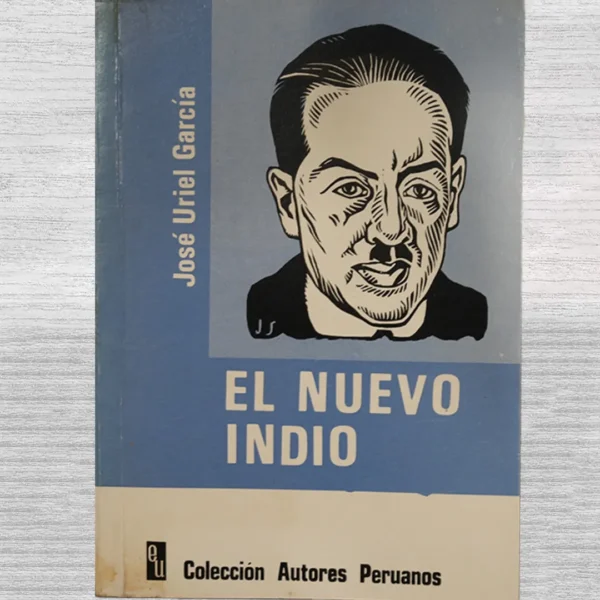 José Uriel García
JS
EL NUEVO
INDIO
eu
Colección Autores Peruanos